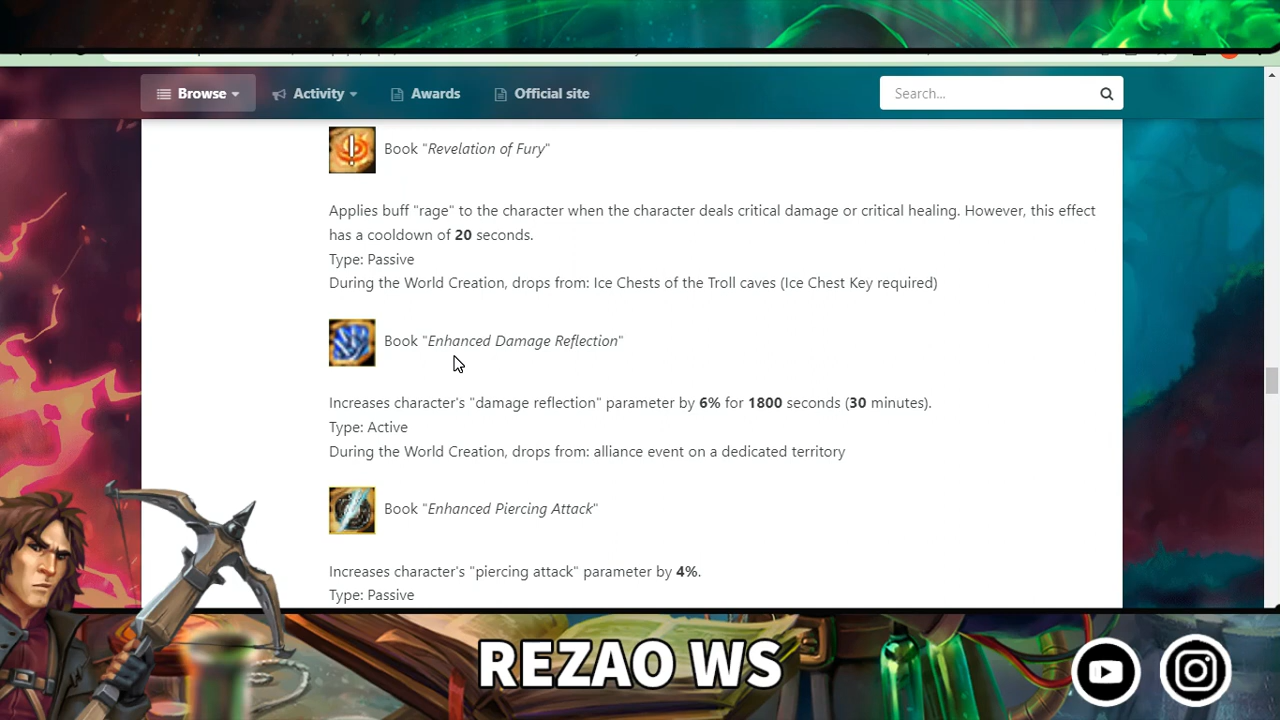 Browse Activity Awards Official site Search...
Book "Revelation of Fury"
Applies buff "rage" to the character when the character deals critical damage or critical healing. However, this effect
has a cooldown of 20 seconds.
Type: Passive
During the World Creation, drops from: Ice Chests of the Troll caves (Ice Chest Key required)
Book "Enhanced Damage Reflection"
Increases character's "damage reflection" parameter by 6% for 1800 seconds (30 minutes).
Type: Active
During the World Creation, drops from: alliance event on a dedicated territory
Book "Enhanced Piercing Attack"
Increases character's "piercing attack" parameter by 4%.
Type: Passive
REZAO WS